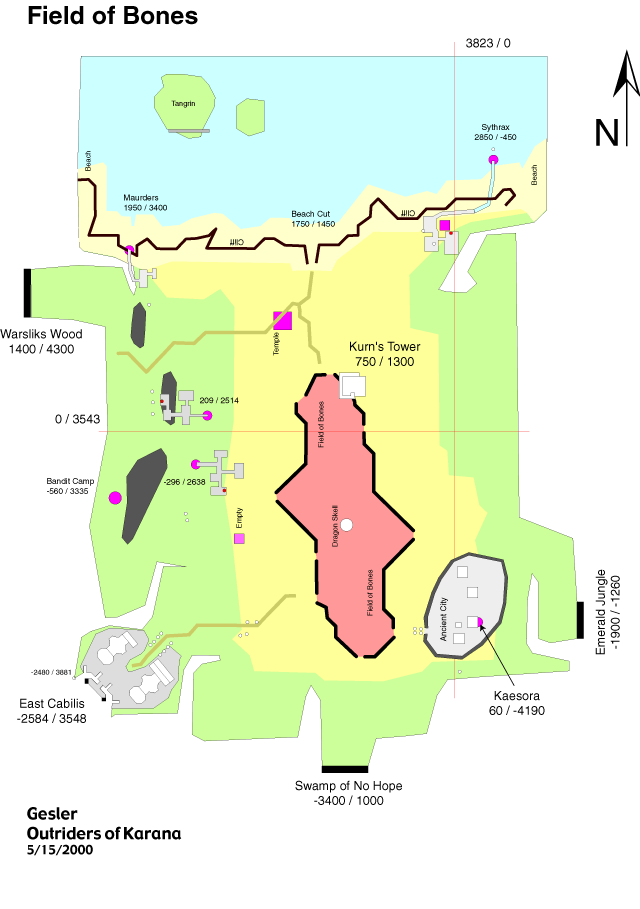 Field of Bones
3823 / 0
N
Tangrin
Sythrax
2850 / -450
Beach
Beach
Maurders
1950 / 3400
Beach Cut
1750 / 1450
Cliff
Cliff
Cliff
Warsliks Wood
1400 / 4300
Temple
Kurn's Tower
750 / 1300
209 / 2514
0 / 3543
Field of Bones
Bandit Camp
-560 / 3335
-296 / 2638
Empty
Dragon Skell
Field of Bones
Ancient City
Emerald Jungle
-1900 / -1260
-2480 / 3881
East Cabilis
-2584 / 3548
Kaesora
60 / -4190
Swamp of No Hope
-3400 / 1000
Gesler
Outriders of Karana
5/15/2000